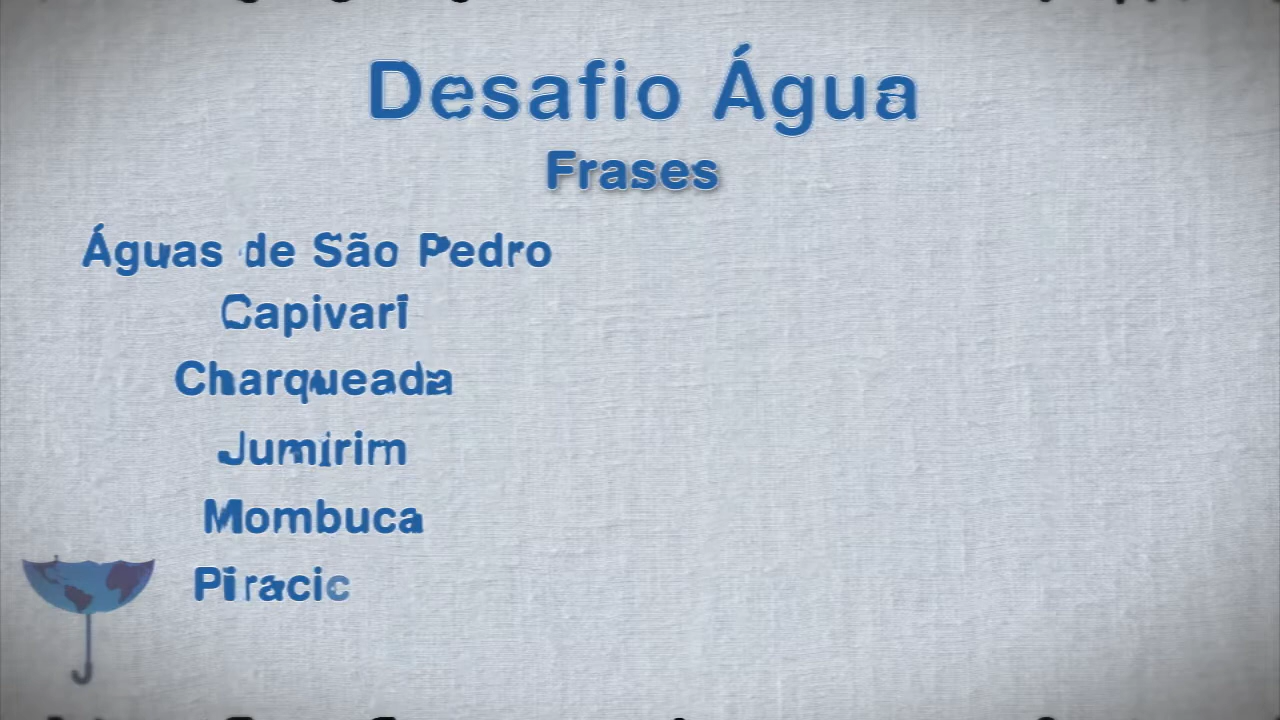 Desafio Água
Frases
Águas de São Pedro
Capivari
Charqueada
Jumirim
Mombuca
Piracic